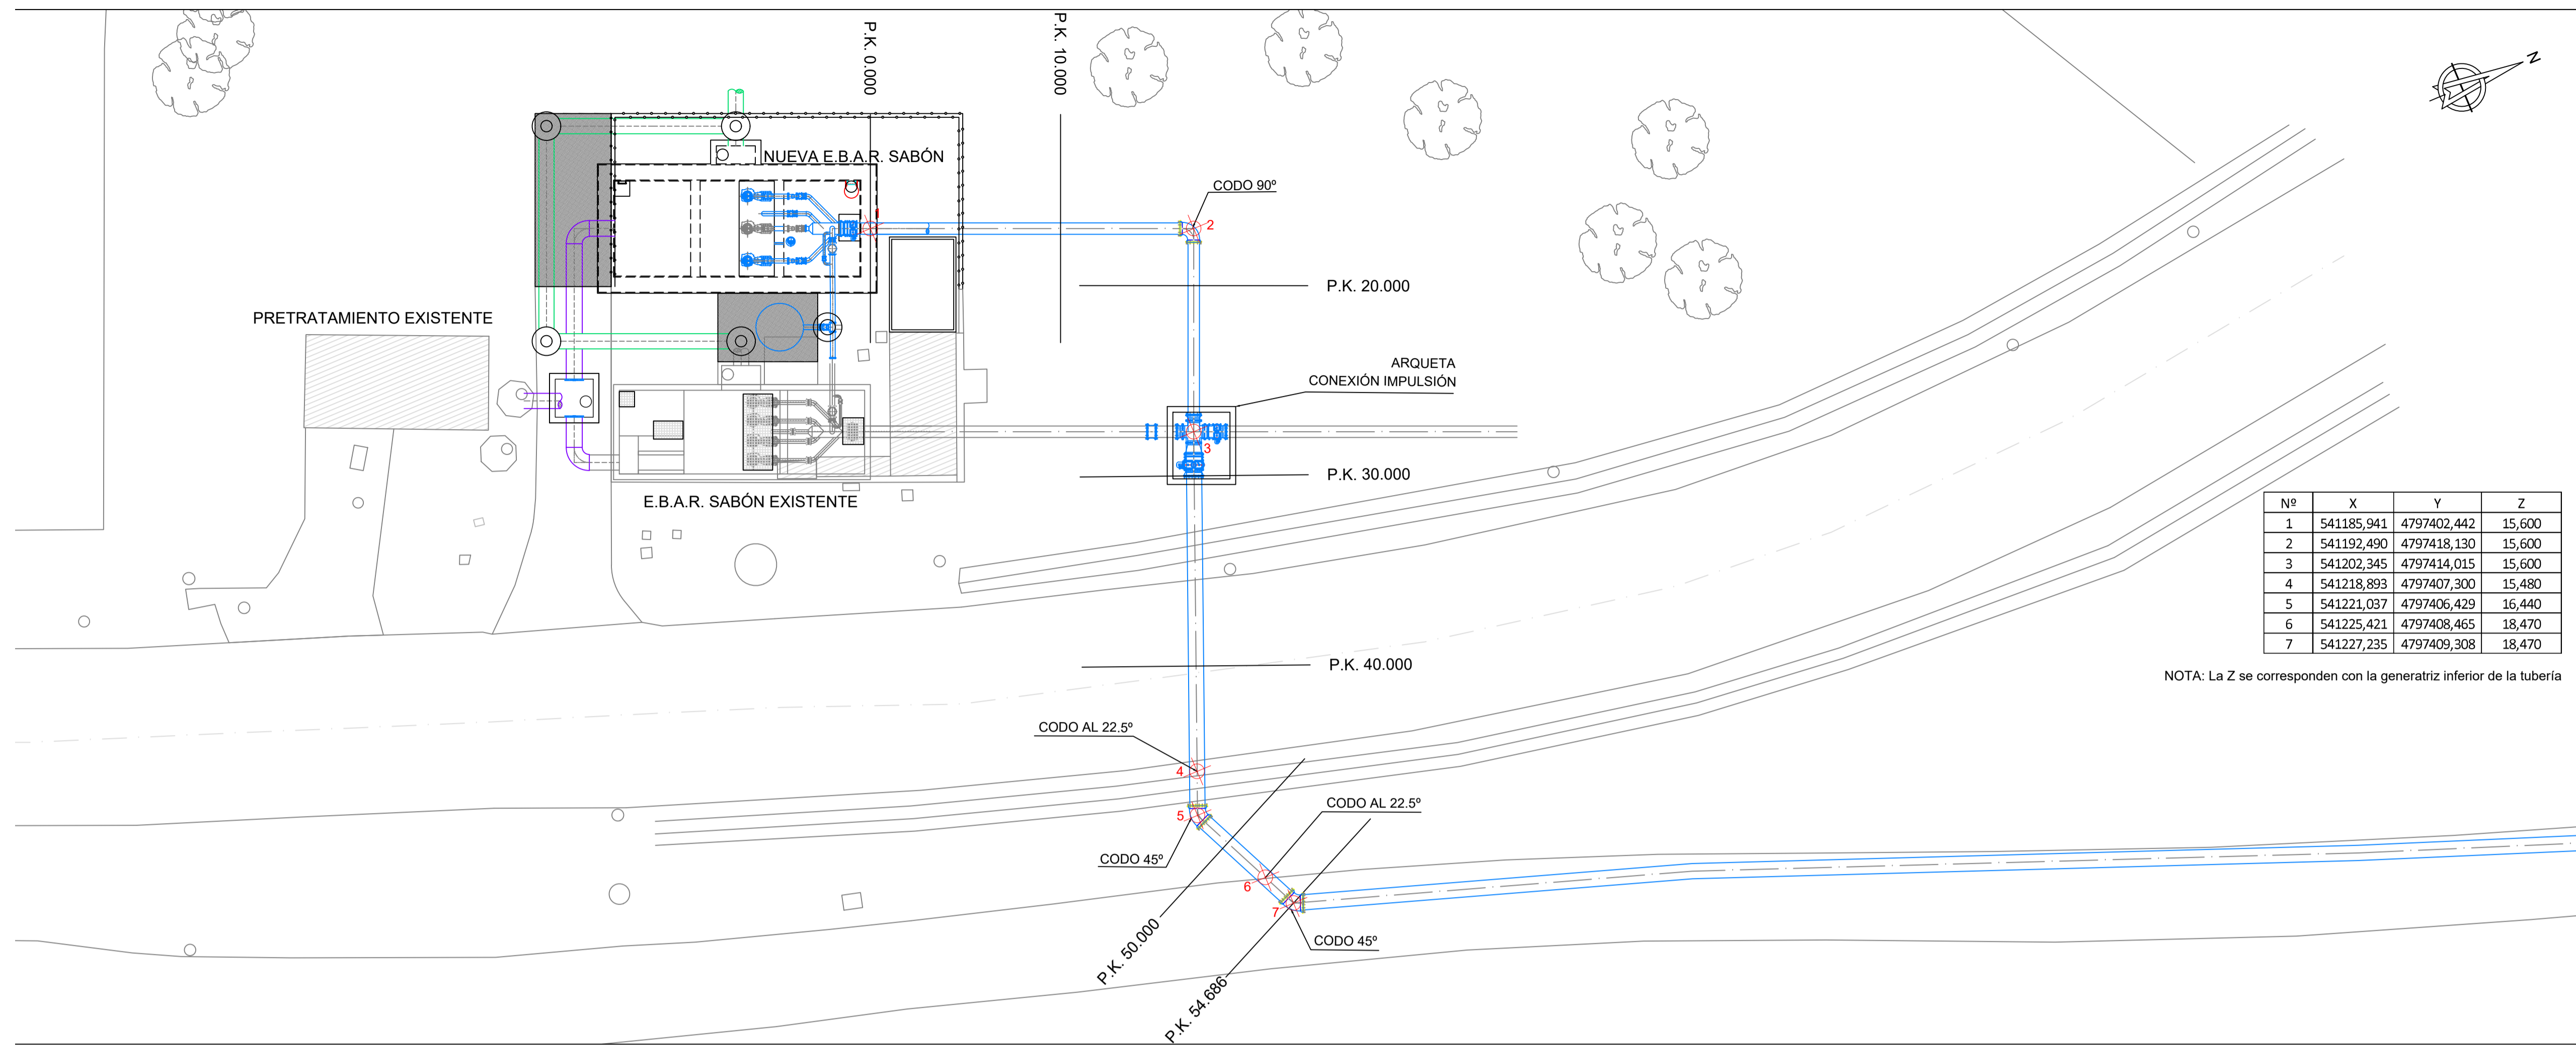 P.K. 0.000
P.K. 10.000
N
NUEVA E.B.A.R. SABÓN
1
CODO 90º
2
P.K. 20.000
PRETRATAMIENTO EXISTENTE
ARQUETA
CONEXIÓN IMPULSIÓN
3
P.K. 30.000
E.B.A.R. SABÓN EXISTENTE
Nº X Y Z
1 541185,941 4797402,442 15,600
2 541192,490 4797418,130 15,600
3 541202,345 4797414,015 15,600
4 541218,893 4797407,300 15,480
5 541221,037 4797406,429 16,440
6 541225,421 4797408,465 18,470
7 541227,235 4797409,308 18,470
NOTA: La Z se corresponden con la generatriz inferior de la tubería
P.K. 40.000
CODO AL 22.5º
4
CODO AL 22.5º
5
CODO 45º
6
7
CODO 45º
P.K. 50.000
P.K. 54.686